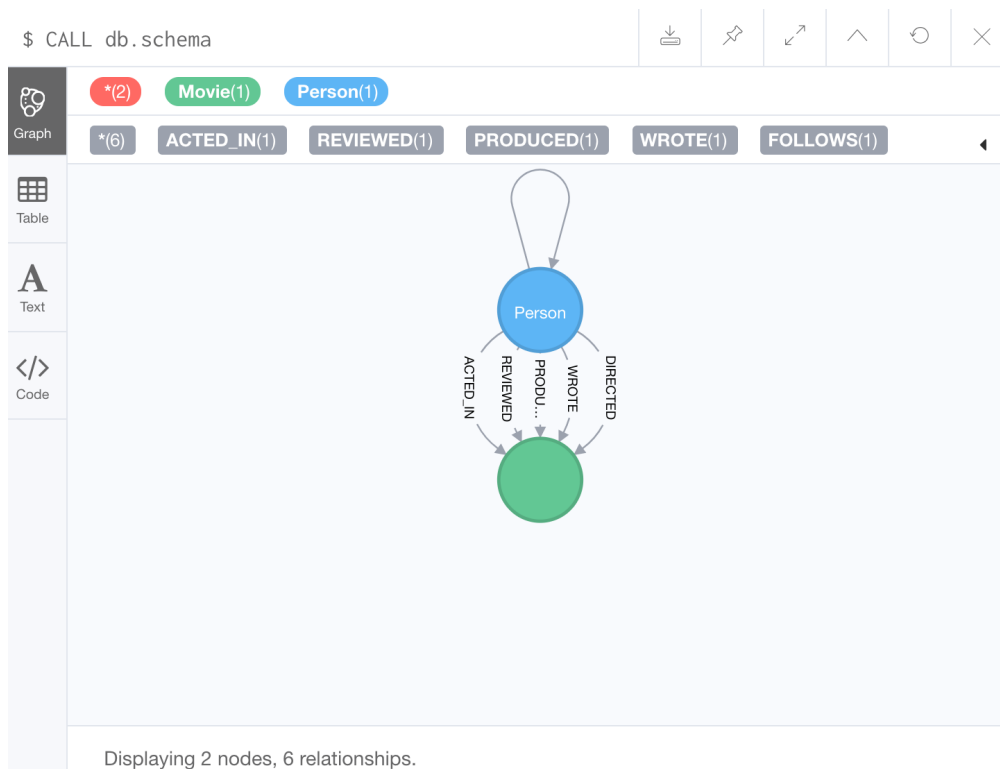 $ CALL db.schema
*(2) Movie(1) Person(1)
Graph
*(6) ACTED_IN(1) REVIEWED(1) PRODUCED(1) WROTE(1) FOLLOWS(1)
Table
A
Text
</>
Code
Person
ACTED_IN
REVIEWED
PRODU...
WROTE
DIRECTED
Displaying 2 nodes, 6 relationships.